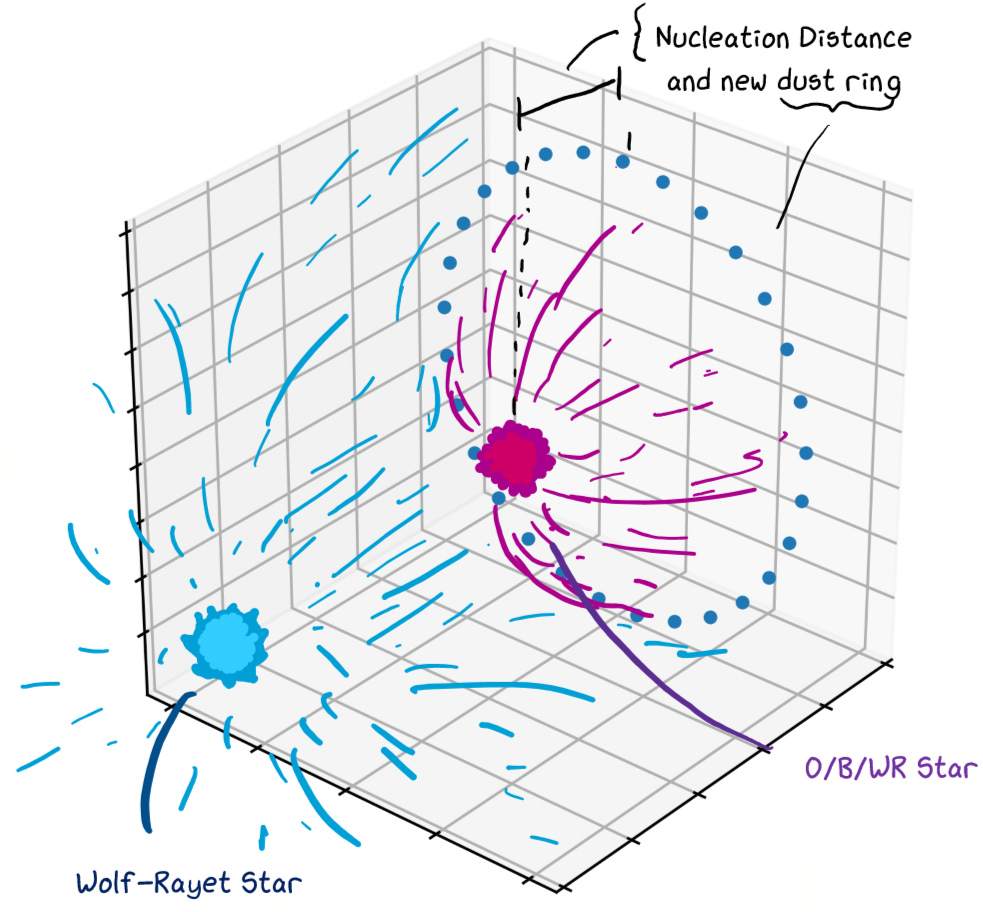 Nucleation Distance
and new dust ring
O/B/WR Star
Wolf-Rayet Star